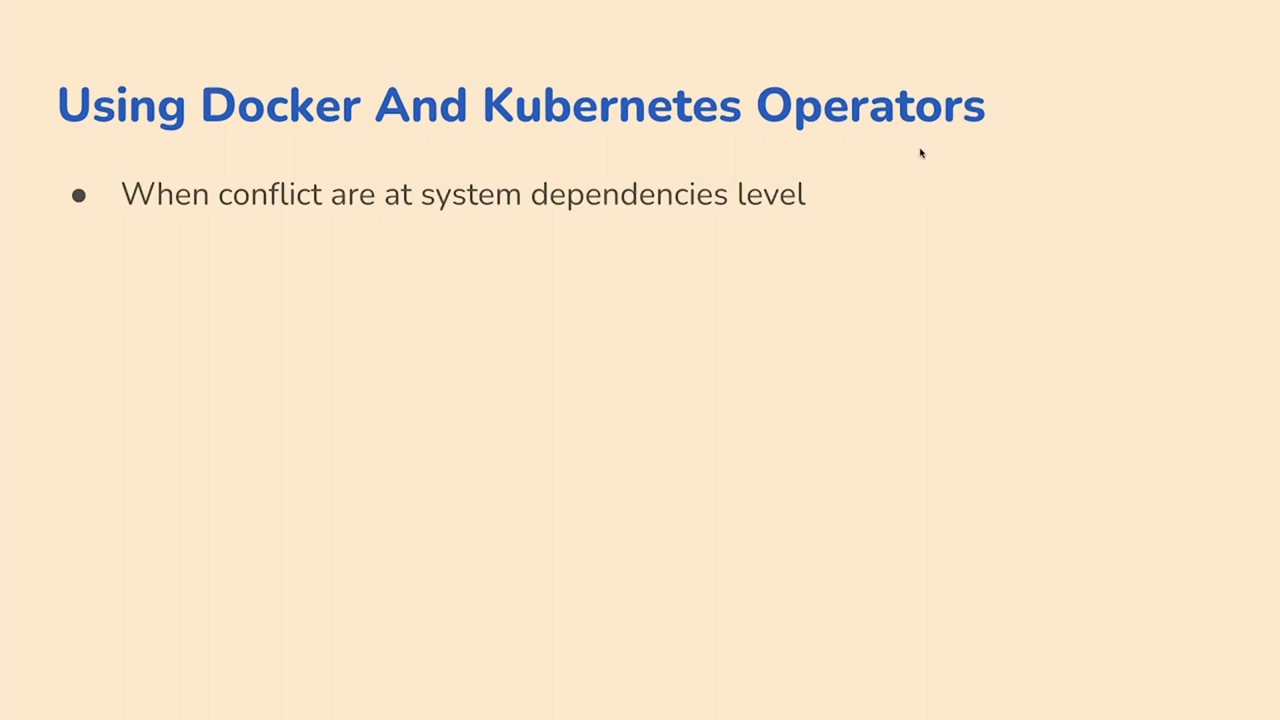 Using Docker And Kubernetes Operators
● When conflict are at system dependencies level